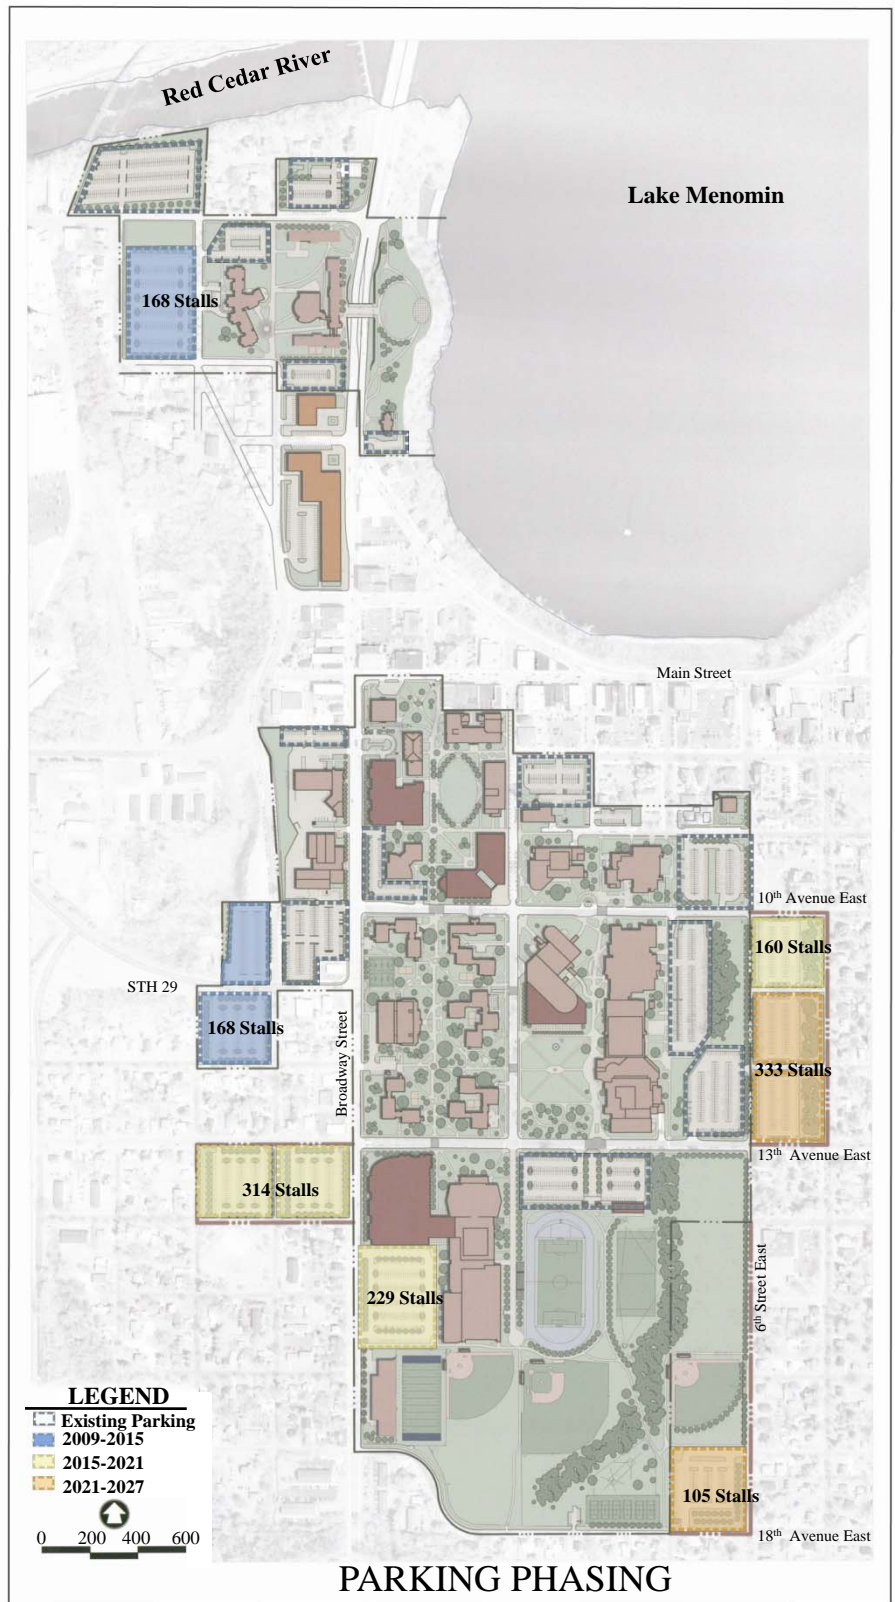 Red Cedar River
Lake Menomin
168 Stalls
Main Street
10th Avenue East
160 Stalls
STH 29
168 Stalls
Broadway Street
333 Stalls
13th Avenue East
314 Stalls
6th Street East
229 Stalls
LEGEND
Existing Parking
2009-2015
2015-2021
2021-2027
0 200 400 600
105 Stalls
18th Avenue East
PARKING PHASING